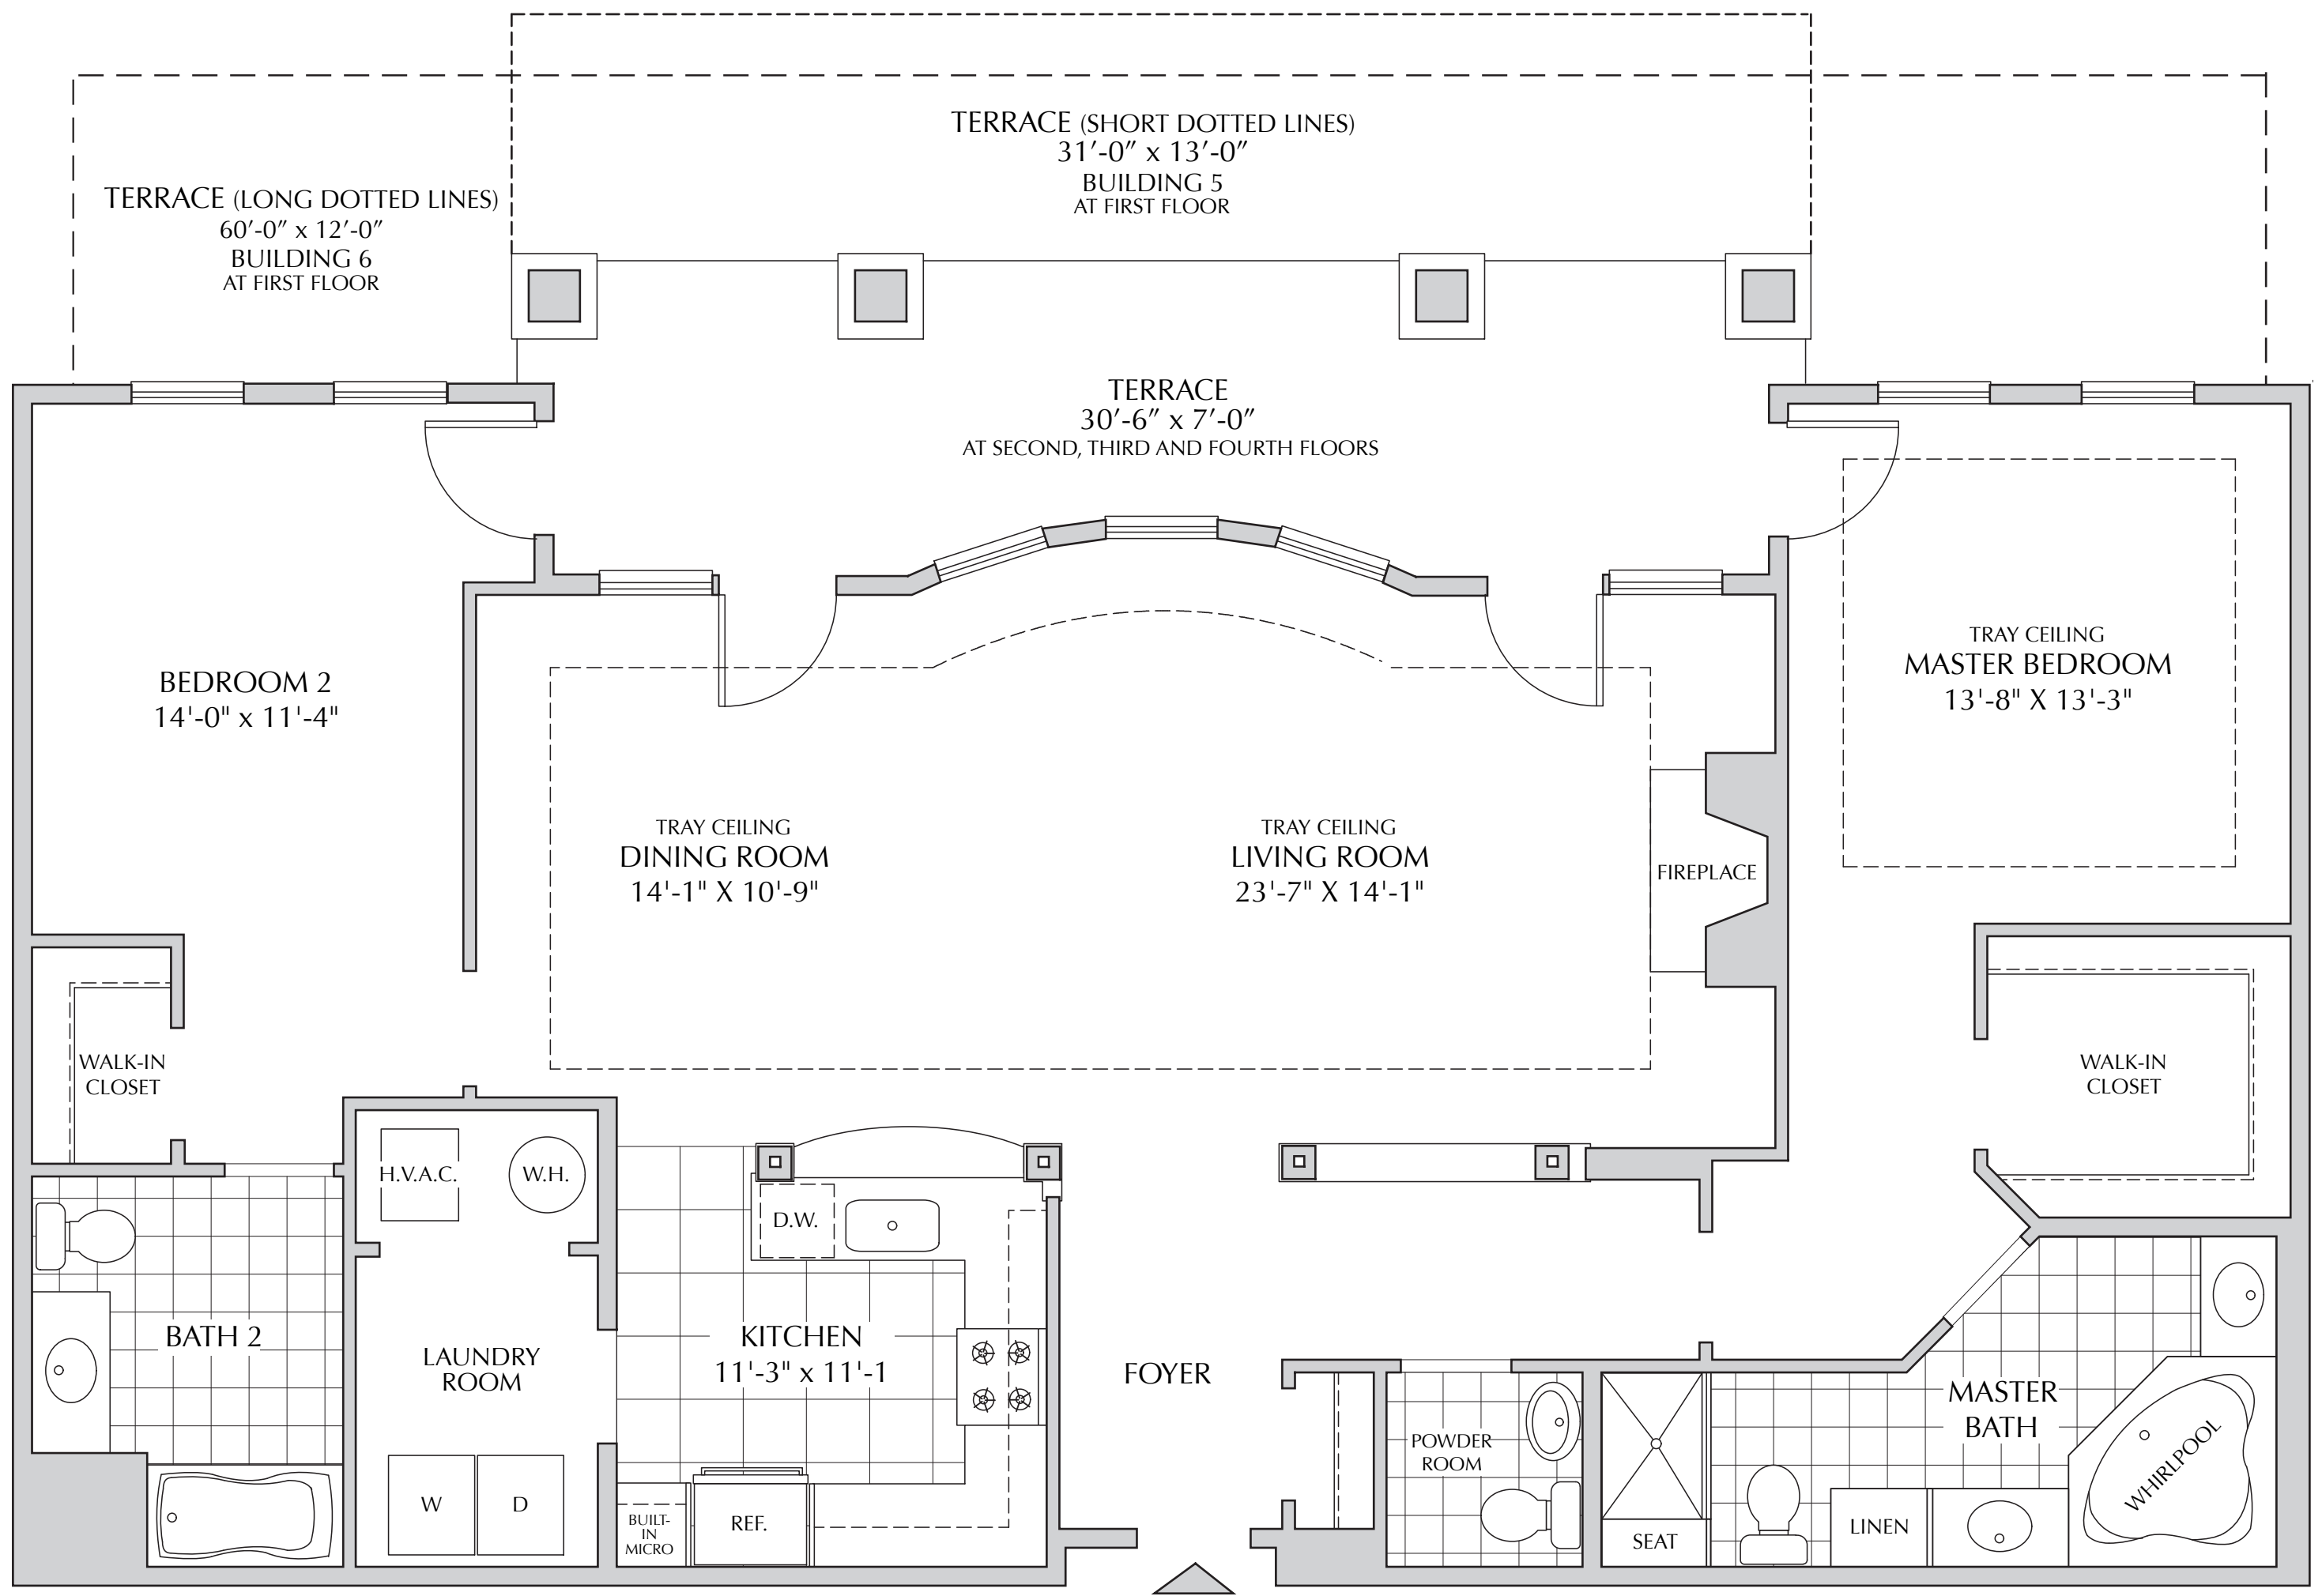 TERRACE (SHORT DOTTED LINES)
31′-0″ x 13′-0″
BUILDING 5
AT FIRST FLOOR
TERRACE (LONG DOTTED LINES)
60′-0″ x 12′-0″
BUILDING 6
AT FIRST FLOOR
TERRACE
30′-6″ x 7′-0″
AT SECOND, THIRD AND FOURTH FLOORS
BEDROOM 2
14'-0" x 11'-4"
TRAY CEILING
MASTER BEDROOM
13'-8" X 13'-3"
TRAY CEILING
DINING ROOM
14'-1" X 10'-9"
TRAY CEILING
LIVING ROOM
23'-7" X 14'-1"
FIREPLACE
WALK-IN
CLOSET
WALK-IN
CLOSET
H.V.A.C.
W.H.
D.W.
BATH 2
LAUNDRY
ROOM
KITCHEN
11'-3" x 11'-1
FOYER
POWDER
ROOM
MASTER
BATH
WHIRLPOOL
W
D
BUILT-
IN
MICRO
REF.
SEAT
LINEN